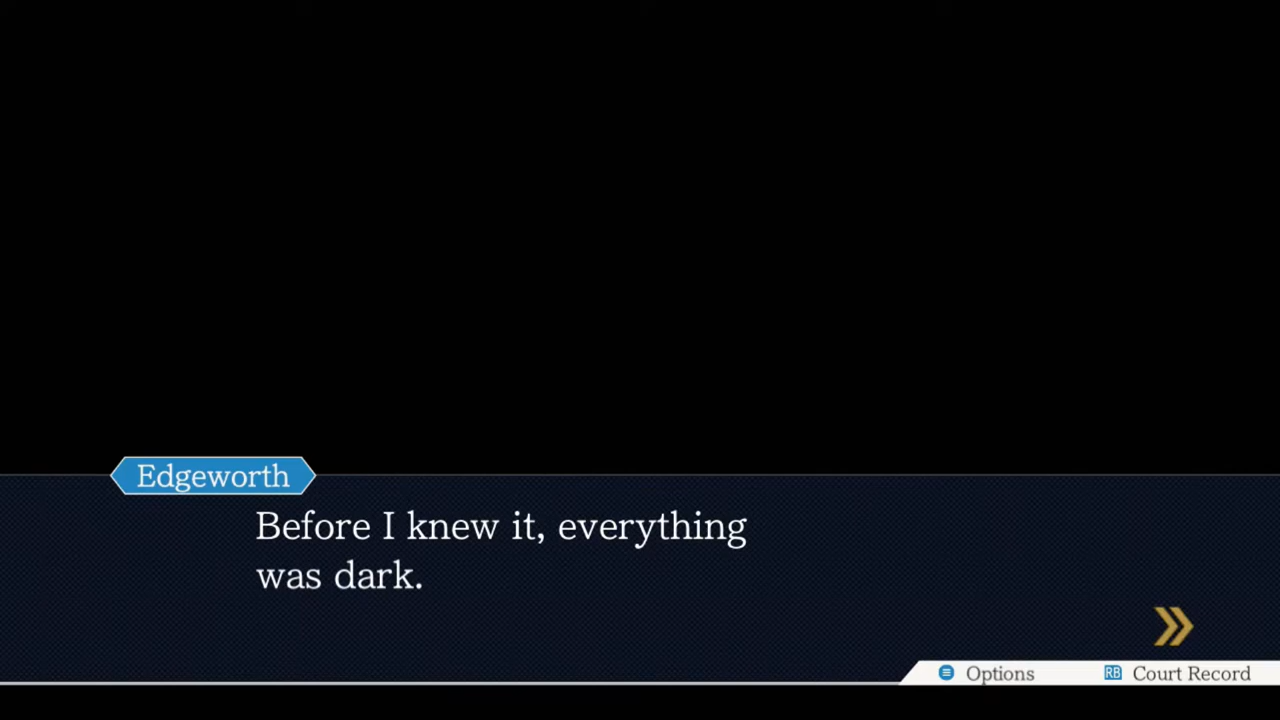 Edgeworth
Before I knew it, everything
was dark.
Options
RB Court Record